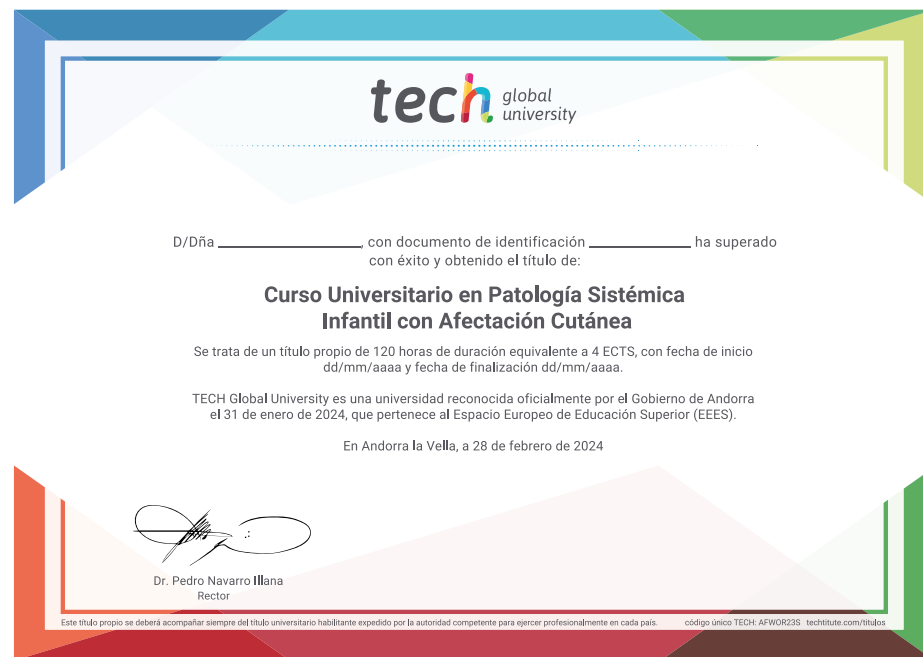 tech global university
D/Dña ____________________, con documento de identificación ______________ ha superado
con éxito y obtenido el título de:
Curso Universitario en Patología Sistémica
Infantil con Afectación Cutánea
Se trata de un título propio de 120 horas de duración equivalente a 4 ECTS, con fecha de inicio
dd/mm/aaaa y fecha de finalización dd/mm/aaaa.
TECH Global University es una universidad reconocida oficialmente por el Gobierno de Andorra
el 31 de enero de 2024, que pertenece al Espacio Europeo de Educación Superior (EEES).
En Andorra la Vella, a 28 de febrero de 2024
Dr. Pedro Navarro Illana
Rector
Este título propio se deberá acompañar siempre del título universitario habilitante expedido por la autoridad competente para ejercer profesionalmente en cada país. código único TECH: AFWOR23S techtitute.com/titulos